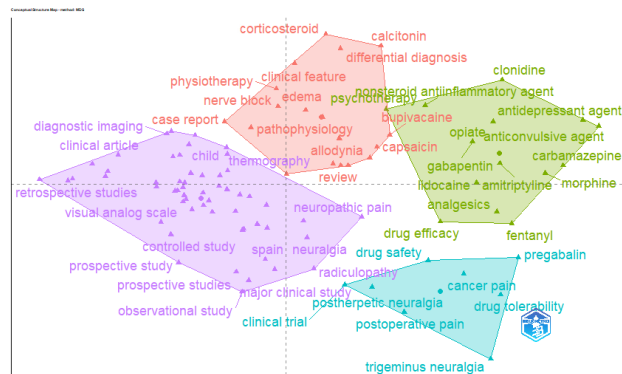 Conceptual Structure Map - method: MDS
corticosteroid
calcitonin
differential diagnosis
clinical feature
physiotherapy
clonidine
nonsteroid antiinflammatory agent
psychotherapy
nerve block
edema
bupivacaine
antidepressant agent
case report
pathophysiology
opiate
anticonvulsive agent
diagnostic imaging
clinical article
child
thermography
allodynia
capsaicin
gabapentin
carbamazepine
review
lidocaine
amitriptyline
morphine
retrospective studies
visual analog scale
neuropathic pain
analgesics
controlled study
spain
neuralgia
drug efficacy
fentanyl
drug safety
pregabalin
prospective study
radiculopathy
prospective studies
major clinical study
cancer pain
postherpetic neuralgia
drug tolerability
observational study
clinical trial
postoperative pain
trigeminus neuralgia